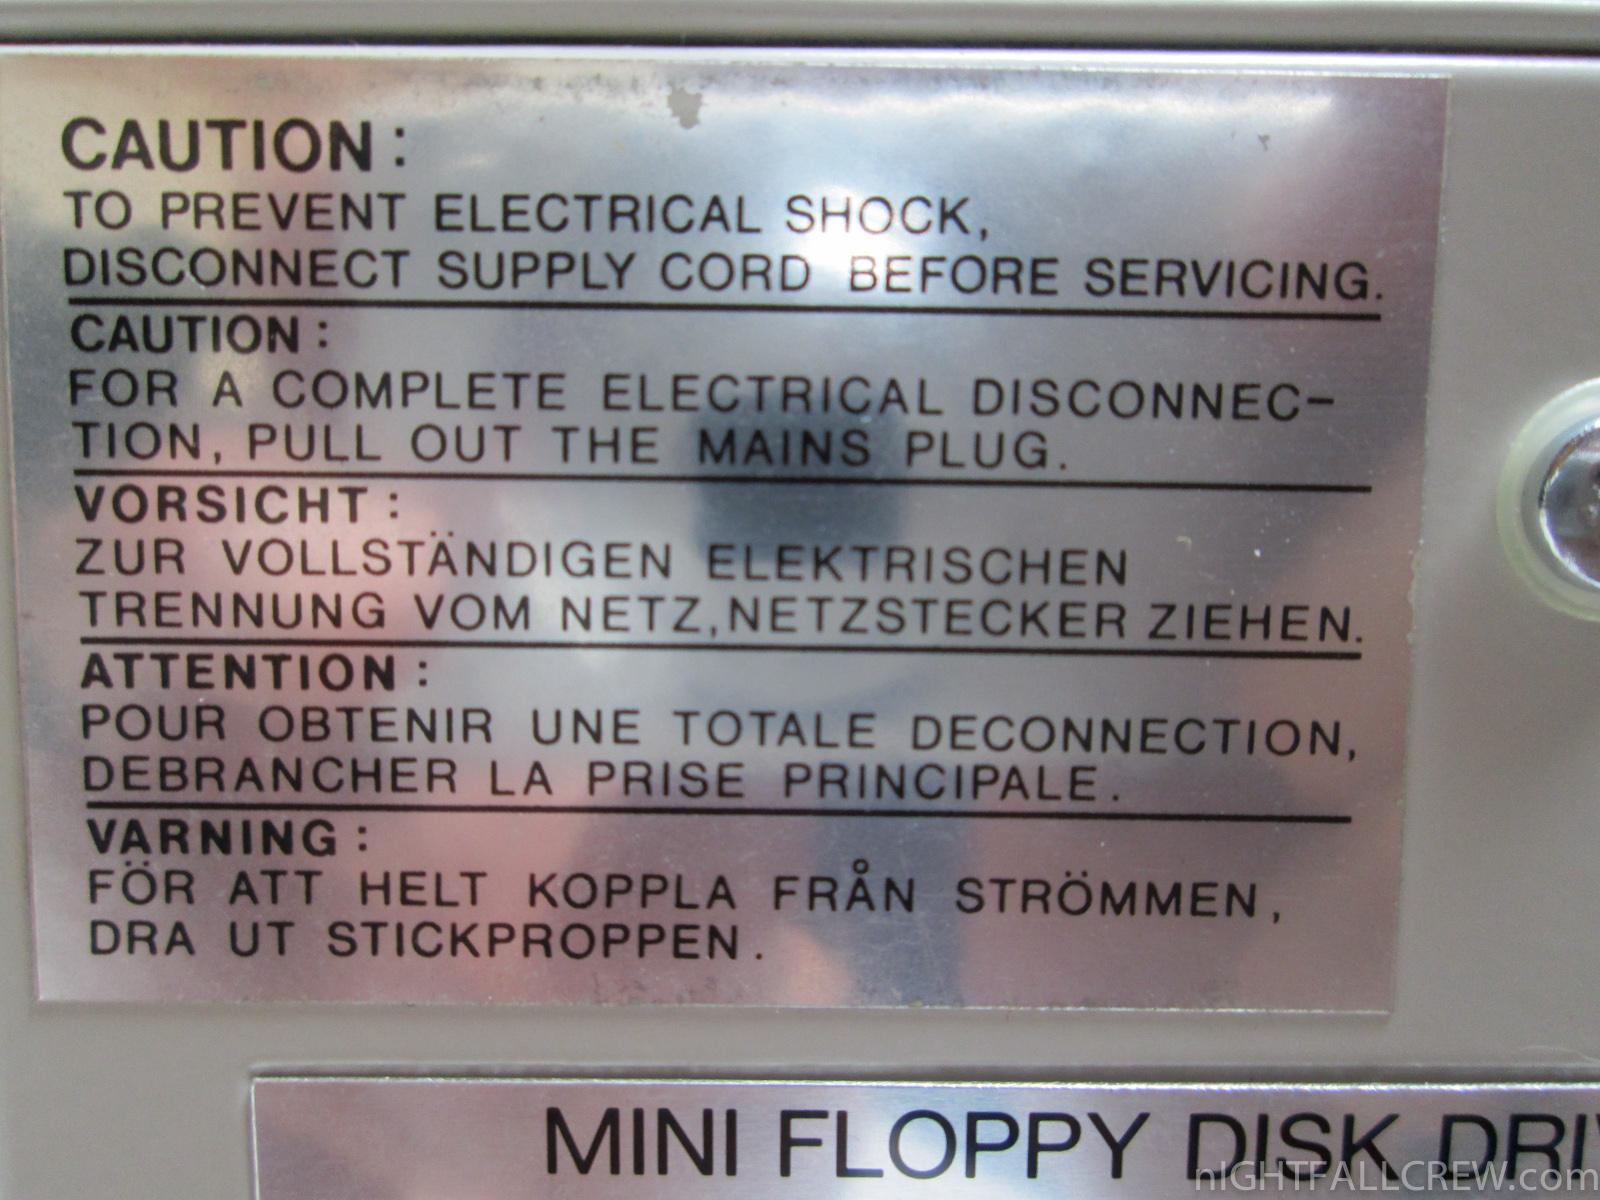 CAUTION:
TO PREVENT ELECTRICAL SHOCK,
DISCONNECT SUPPLY CORD BEFORE SERVICING.
CAUTION:
FOR A COMPLETE ELECTRICAL DISCONNEC-
TION, PULL OUT THE MAINS PLUG.
VORSICHT:
ZUR VOLLSTÄNDIGEN ELEKTRISCHEN
TRENNUNG VOM NETZ, NETZSTECKER ZIEHEN.
ATTENTION:
POUR OBTENIR UNE TOTALE DECONNECTION,
DEBRANCHER LA PRISE PRINCIPALE.
VARNING:
FÖR ATT HELT KOPPLA FRÅN STRÖMMEN,
DRA UT STICKPROPPEN.
MINI FLOPPY DISK
nIGHTFALLCREW.com